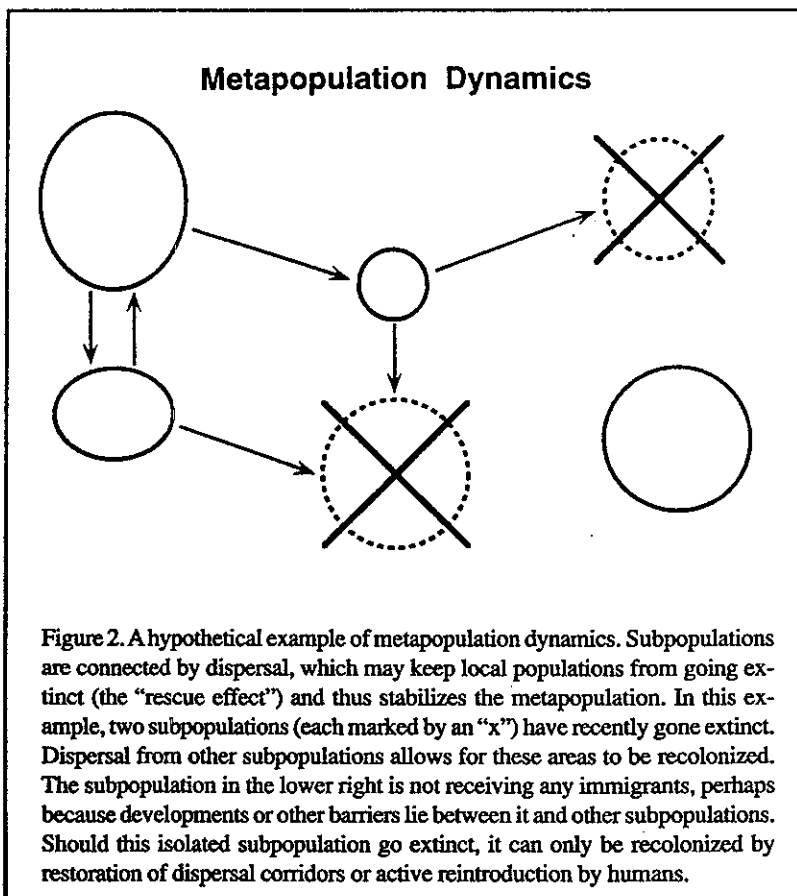 Metapopulation Dynamics
Figure 2. A hypothetical example of metapopulation dynamics. Subpopulations
are connected by dispersal, which may keep local populations from going ex-
tinct (the “rescue effect”) and thus stabilizes the metapopulation. In this ex-
ample, two subpopulations (each marked by an “x”) have recently gone extinct.
Dispersal from other subpopulations allows for these areas to be recolonized.
The subpopulation in the lower right is not receiving any immigrants, perhaps
because developments or other barriers lie between it and other subpopulations.
Should this isolated subpopulation go extinct, it can only be recolonized by
restoration of dispersal corridors or active reintroduction by humans.